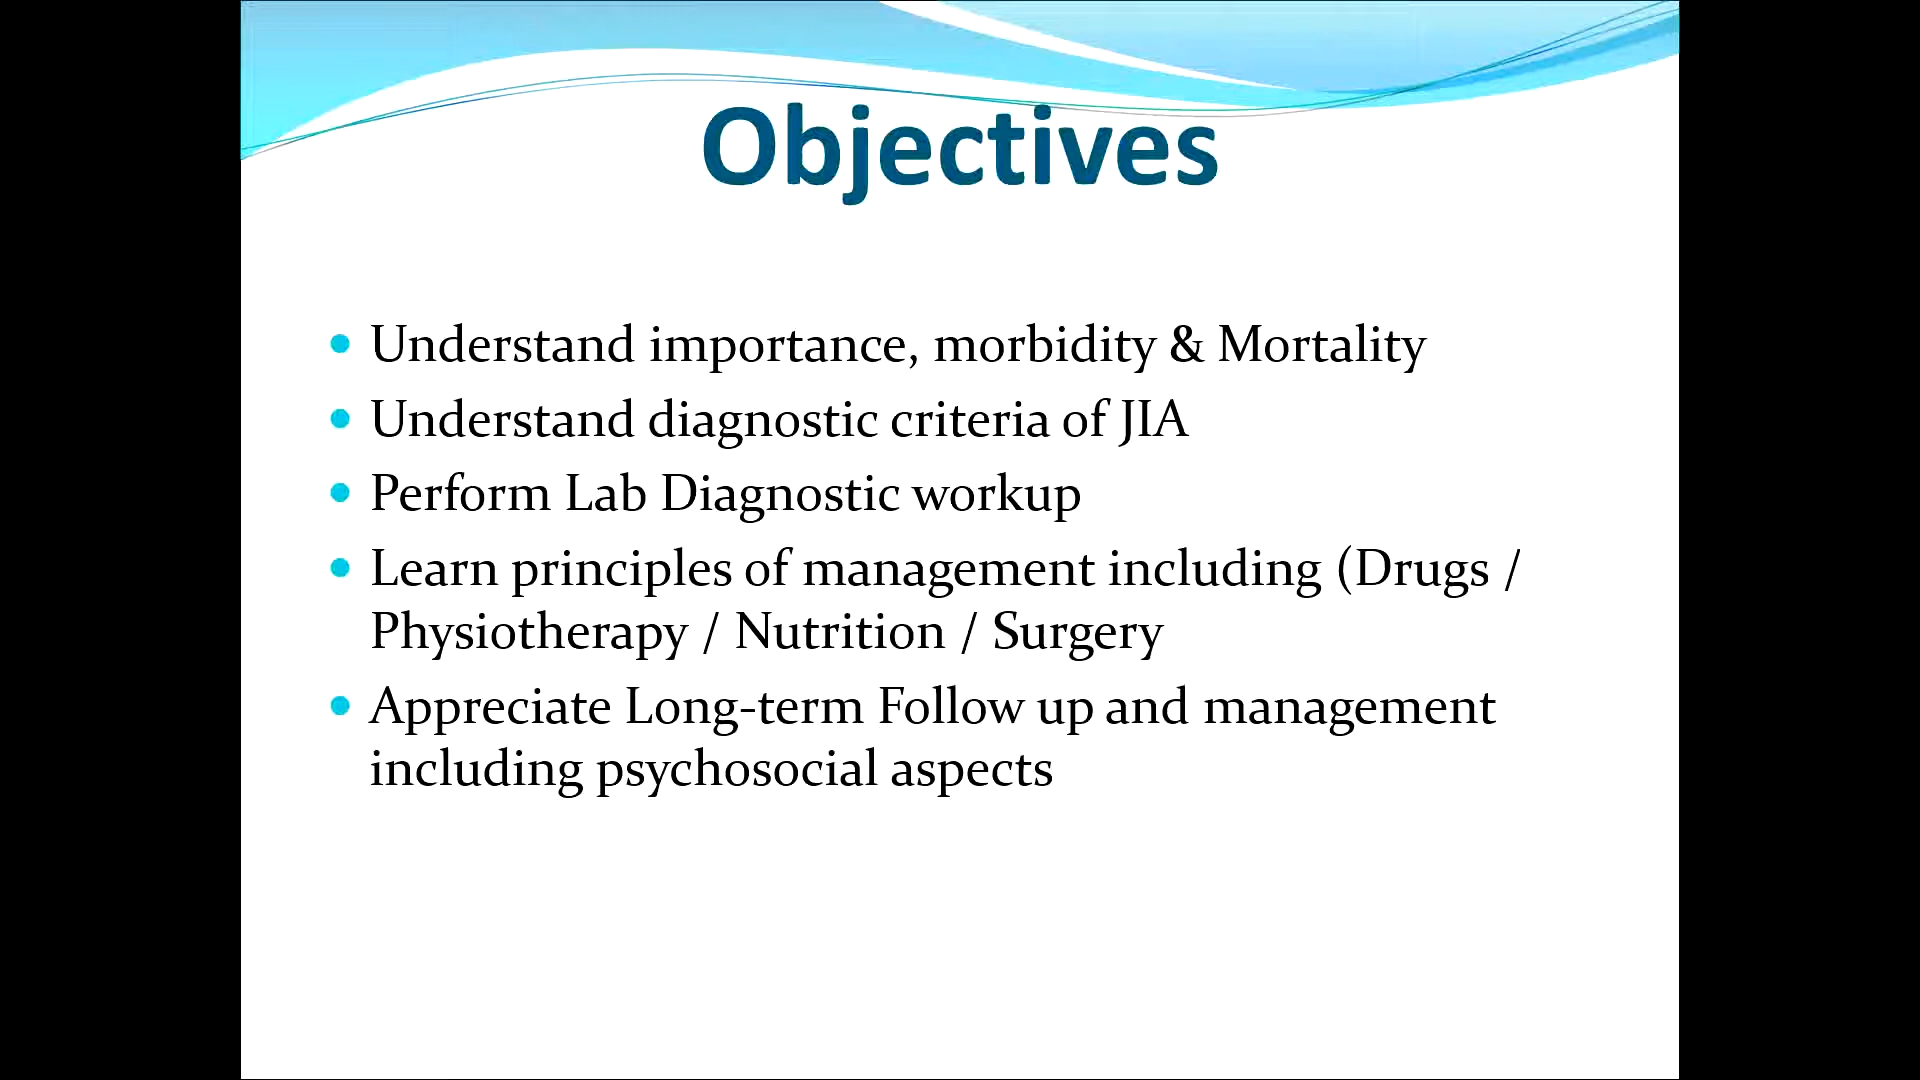 Objectives
• Understand importance, morbidity & Mortality
• Understand diagnostic criteria of JIA
• Perform Lab Diagnostic workup
• Learn principles of management including (Drugs /
Physiotherapy / Nutrition / Surgery
• Appreciate Long-term Follow up and management
including psychosocial aspects